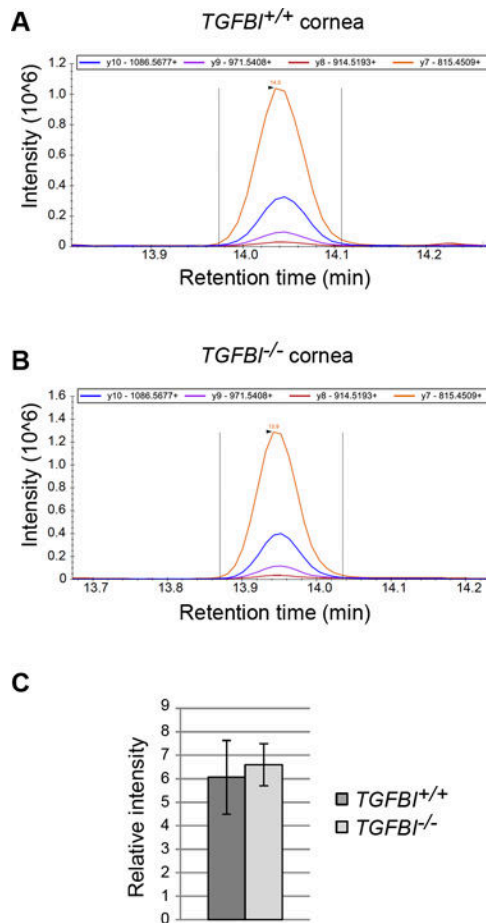 A
TGFBI+/+ cornea
y10 - 1086.5677+ y9 - 971.5408+ y8 - 914.5193+ y7 - 815.4509+
Intensity (10^6)
1.2
1.0
0.8
0.6
0.4
0.2
0
14.0
13.9 14.0 14.1 14.2
Retention time (min)
B
TGFBI-/- cornea
y10 - 1086.5677+ y9 - 971.5408+ y8 - 914.5193+ y7 - 815.4509+
Intensity (10^6)
1.6
1.4
1.2
1.0
0.8
0.6
0.4
0.2
0
13.9
13.7 13.8 13.9 14.0 14.1 14.2
Retention time (min)
C
Relative intensity
9
8
7
6
5
4
3
2
1
0
TGFBI+/+
TGFBI-/-